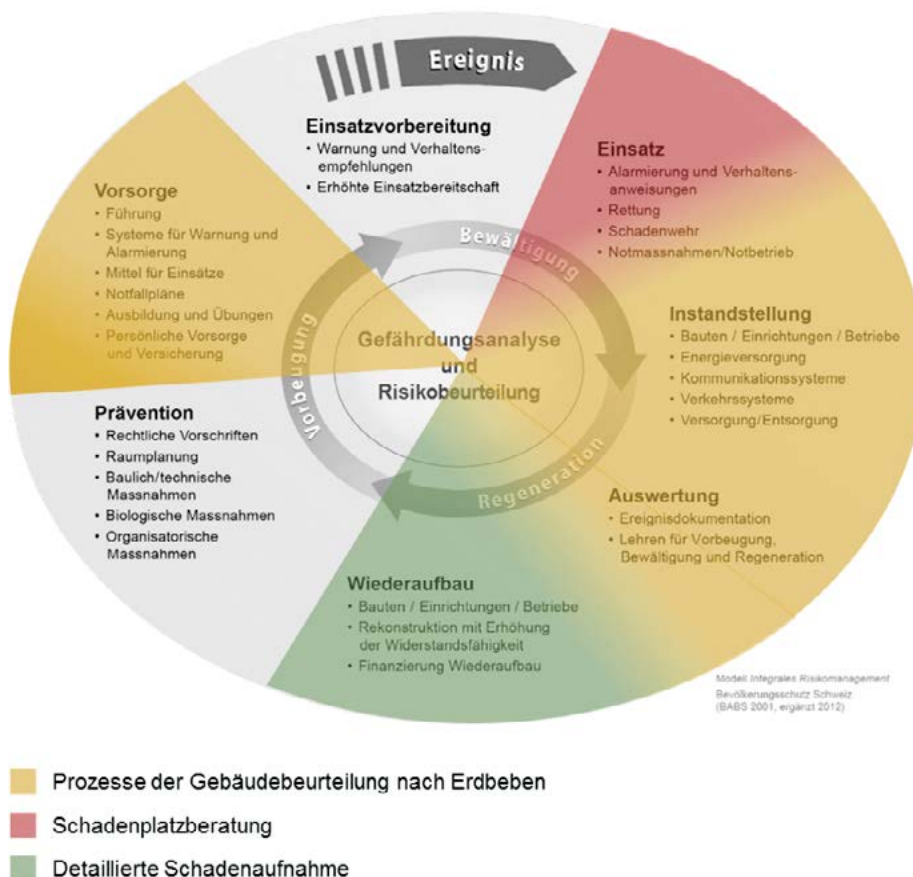 Ereignis
Einsatzvorbereitung
• Warnung und Verhaltens-
empfehlungen
• Erhöhte Einsatzbereitschaft
Einsatz
• Alarmierung und Verhaltens-
anweisungen
• Rettung
• Schadenwehr
• Notmassnahmen/Notbetrieb
Vorsorge
• Führung
• Systeme für Warnung und
Alarmierung
• Mittel für Einsätze
• Notfallpläne
• Ausbildung und Übungen
• Persönliche Vorsorge
und Versicherung
Bewältigung
Vorbeugung
Regeneration
Gefährdungsanalyse
und
Risikobeurteilung
Instandstellung
• Bauten / Einrichtungen / Betriebe
• Energieversorgung
• Kommunikationssysteme
• Verkehrssysteme
• Versorgung/Entsorgung
Prävention
• Rechtliche Vorschriften
• Raumplanung
• Baulich/technische
Massnahmen
• Biologische Massnahmen
• Organisatorische
Massnahmen
Auswertung
• Ereignisdokumentation
• Lehren für Vorbeugung,
Bewältigung und Regeneration
Wiederaufbau
• Bauten / Einrichtungen / Betriebe
• Rekonstruktion mit Erhöhung
der Widerstandsfähigkeit
• Finanzierung Wiederaufbau
Modell Integrales Risikomanagement
Bevölkerungsschutz Schweiz
(BABS 2001, ergänzt 2012)
Prozesse der Gebäudebeurteilung nach Erdbeben
Schadenplatzberatung
Detaillierte Schadenaufnahme